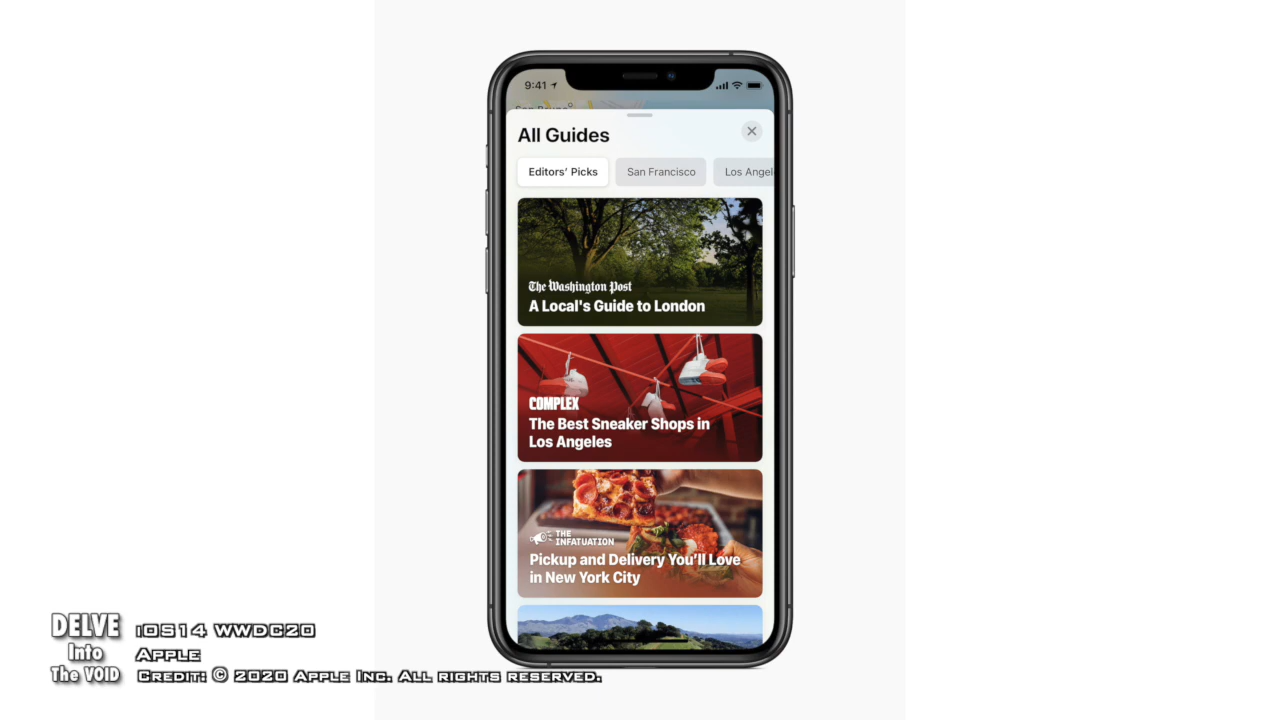 9:41
All Guides
Editors’ Picks
San Francisco
Los Angel
The Washington Post
A Local's Guide to London
COMPLEX
The Best Sneaker Shops in
Los Angeles
THE
INFATUATION
Pickup and Delivery You’ll Love
in New York City
DELVE
Into
The VOID
iOS14 WWDC20
Apple
Credit: © 2020 Apple Inc. All rights reserved.